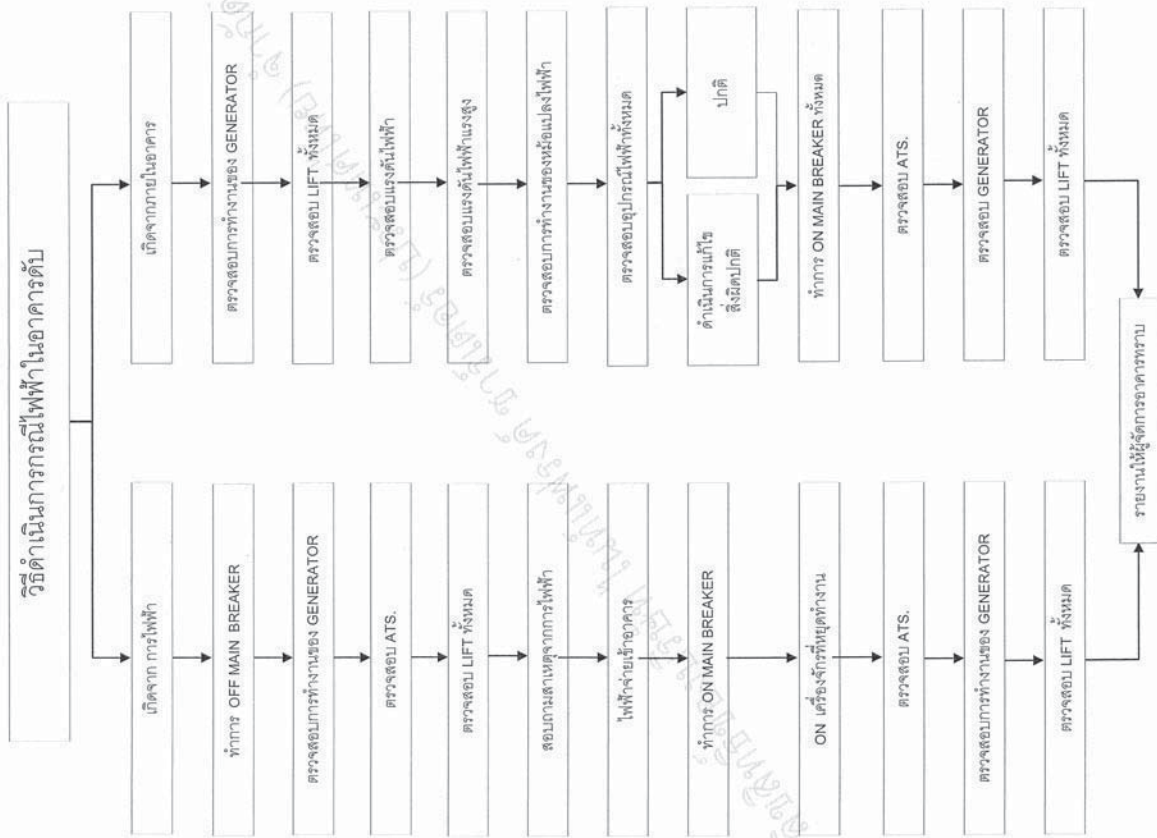 วิธีดำเนินการกรณีไฟฟ้าในอาคารดับ
เกิดจาก การไฟฟ้า
ทำการ OFF MAIN BREAKER
ตรวจสอบการทำงานของ GENERATOR
ตรวจสอบ ATS.
ตรวจสอบ LIFT ทั้งหมด
สอบถามสาเหตุจากการไฟฟ้า
ไฟฟ้าจ่ายเข้าอาคาร
ทำการ ON MAIN BREAKER
ON เครื่องจักรที่หยุดทำงาน
ตรวจสอบ ATS.
ตรวจสอบการทำงานของ GENERATOR
ตรวจสอบ LIFT ทั้งหมด
เกิดจากภายในอาคาร
ตรวจสอบการทำงานของ GENERATOR
ตรวจสอบ LIFT ทั้งหมด
ตรวจสอบแรงดันไฟฟ้า
ตรวจสอบแรงดันไฟฟ้าแรงสูง
ตรวจสอบการทำงานของหม้อแปลงไฟฟ้า
ตรวจสอบอุปกรณ์ไฟฟ้าทั้งหมด
ดำเนินการแก้ไข
สิ่งผิดปกติ
ปกติ
ทำการ ON MAIN BREAKER ทั้งหมด
ตรวจสอบ ATS.
ตรวจสอบ GENERATOR
ตรวจสอบ LIFT ทั้งหมด
รายงานให้ผู้จัดการอาคารทราบ